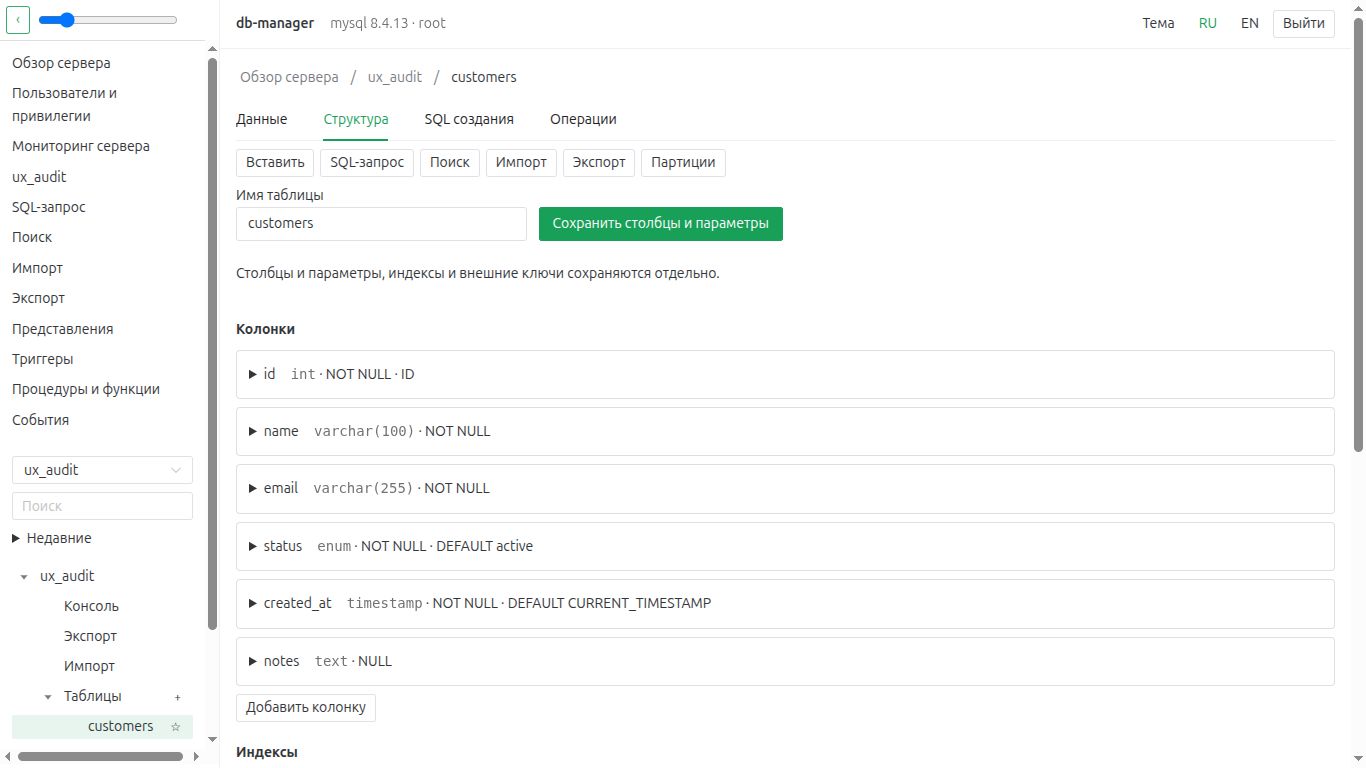 ‹
Обзор сервера
Пользователи и
привилегии
Мониторинг сервера
ux_audit
SQL-запрос
Поиск
Импорт
Экспорт
Представления
Триггеры
Процедуры и функции
События
ux_audit
Поиск
Недавние
ux_audit
Консоль
Экспорт
Импорт
Таблицы +
customers ☆
db-manager mysql 8.4.13 · root Тема RU EN Выйти
Обзор сервера / ux_audit / customers
Данные Структура SQL создания Операции
Вставить SQL-запрос Поиск Импорт Экспорт Партиции
Имя таблицы
customers Сохранить столбцы и параметры
Столбцы и параметры, индексы и внешние ключи сохраняются отдельно.
Колонки
id int · NOT NULL · ID
name varchar(100) · NOT NULL
email varchar(255) · NOT NULL
status enum · NOT NULL · DEFAULT active
created_at timestamp · NOT NULL · DEFAULT CURRENT_TIMESTAMP
notes text · NULL
Добавить колонку
Индексы